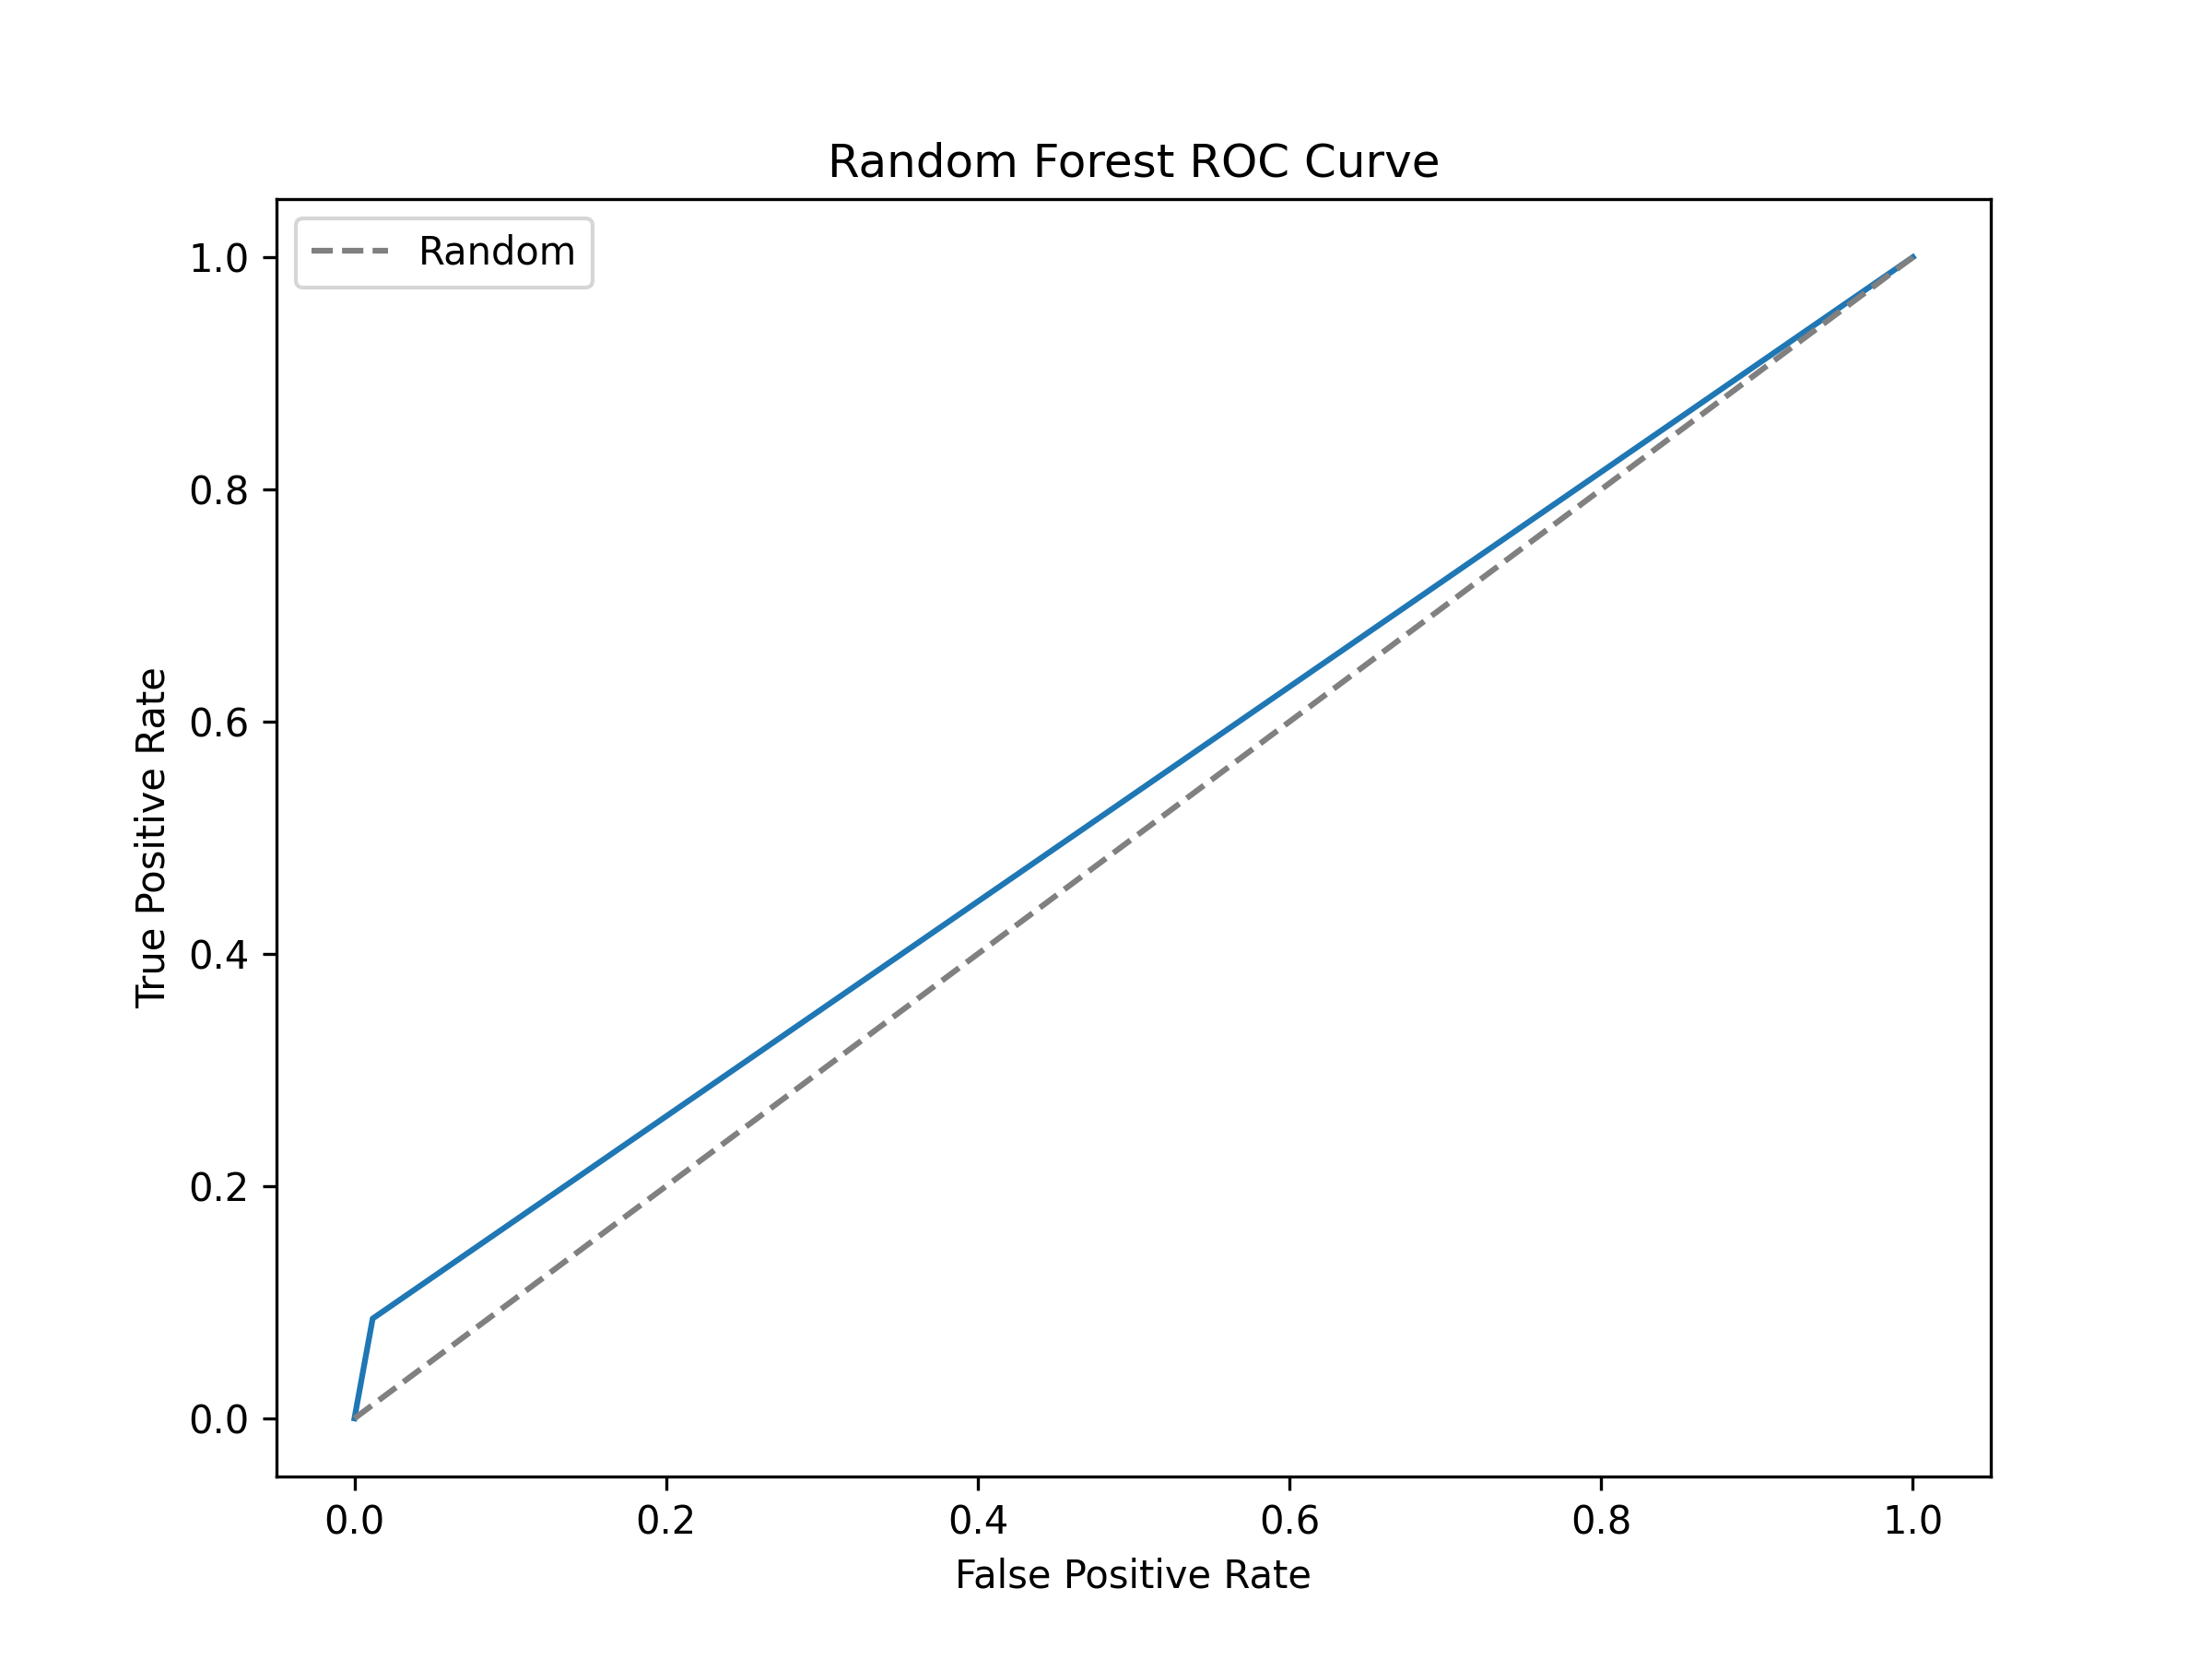 Random Forest ROC Curve
Random
1.0
0.8
0.6
0.4
0.2
0.0
True Positive Rate
0.0 0.2 0.4 0.6 0.8 1.0
False Positive Rate